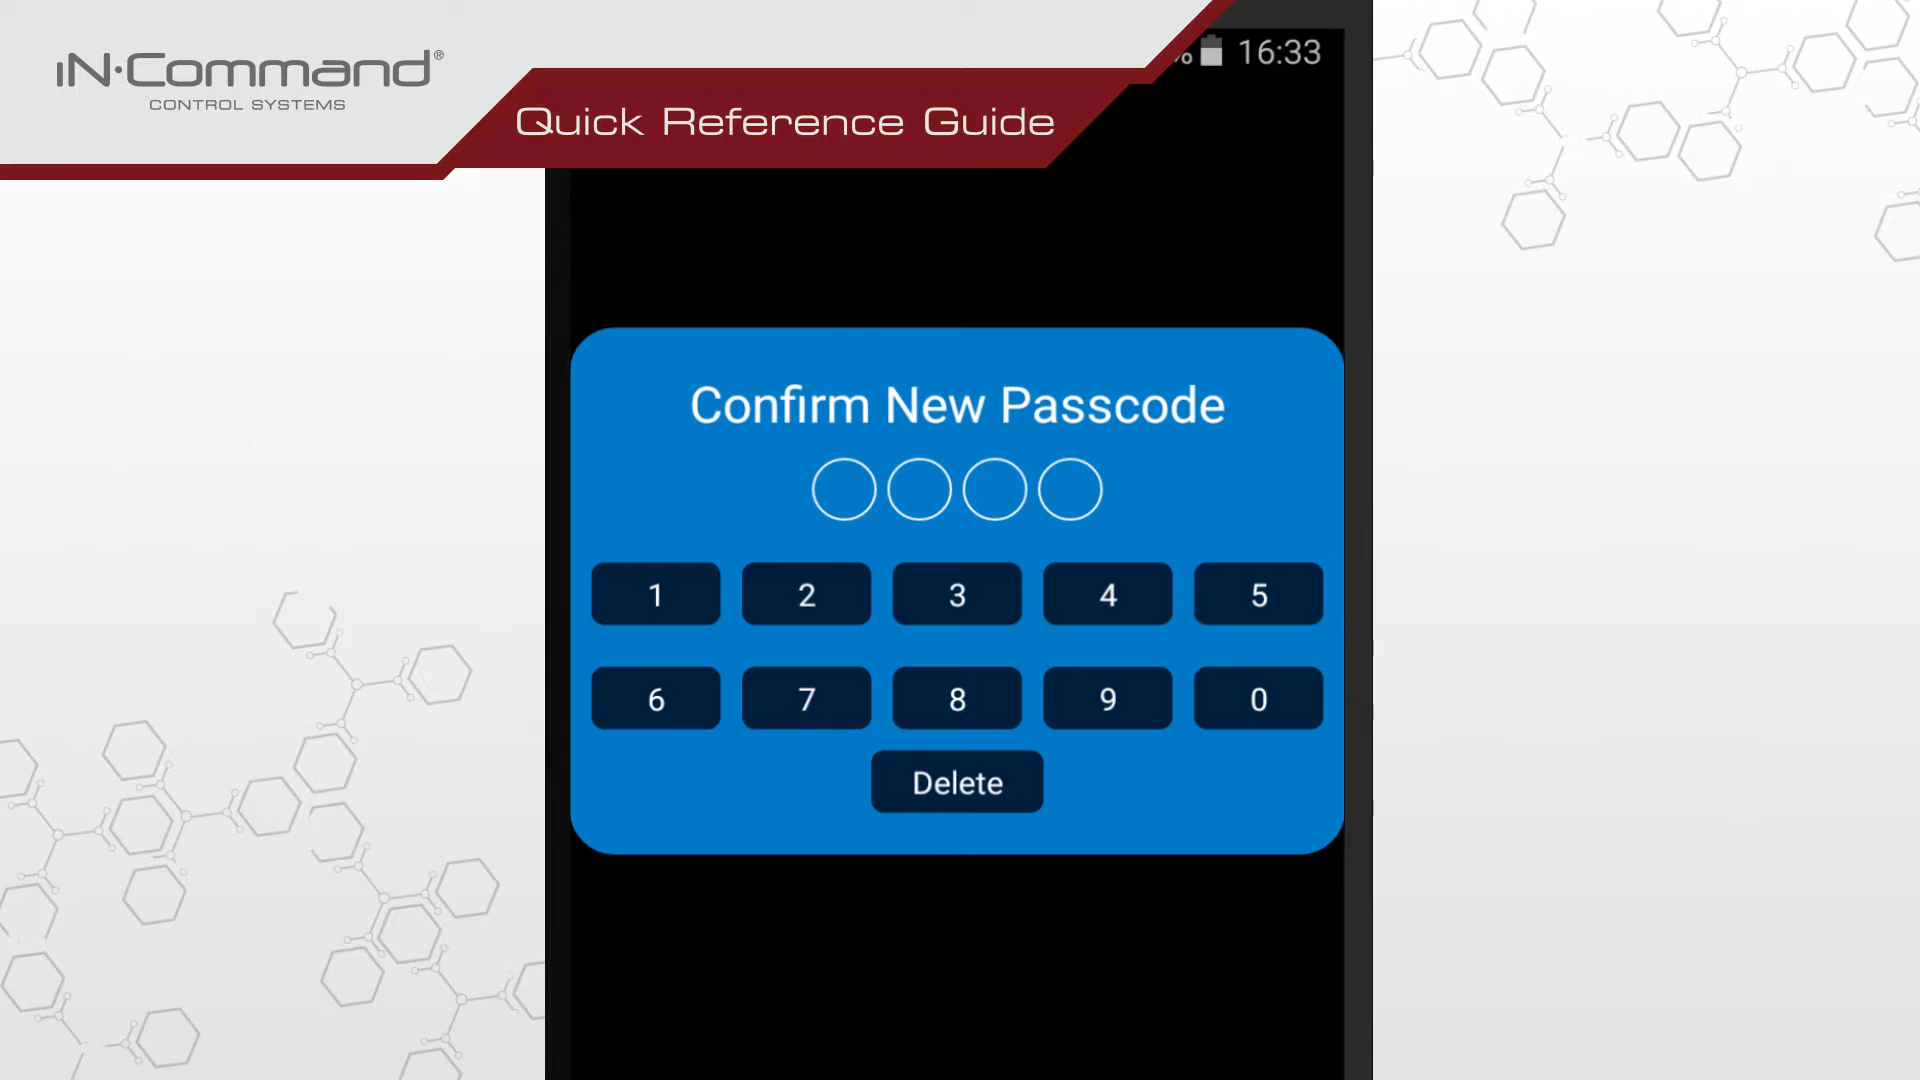 iN·Command®
CONTROL SYSTEMS
Quick Reference Guide
% 16:33
Confirm New Passcode
1 2 3 4 5
6 7 8 9 0
Delete